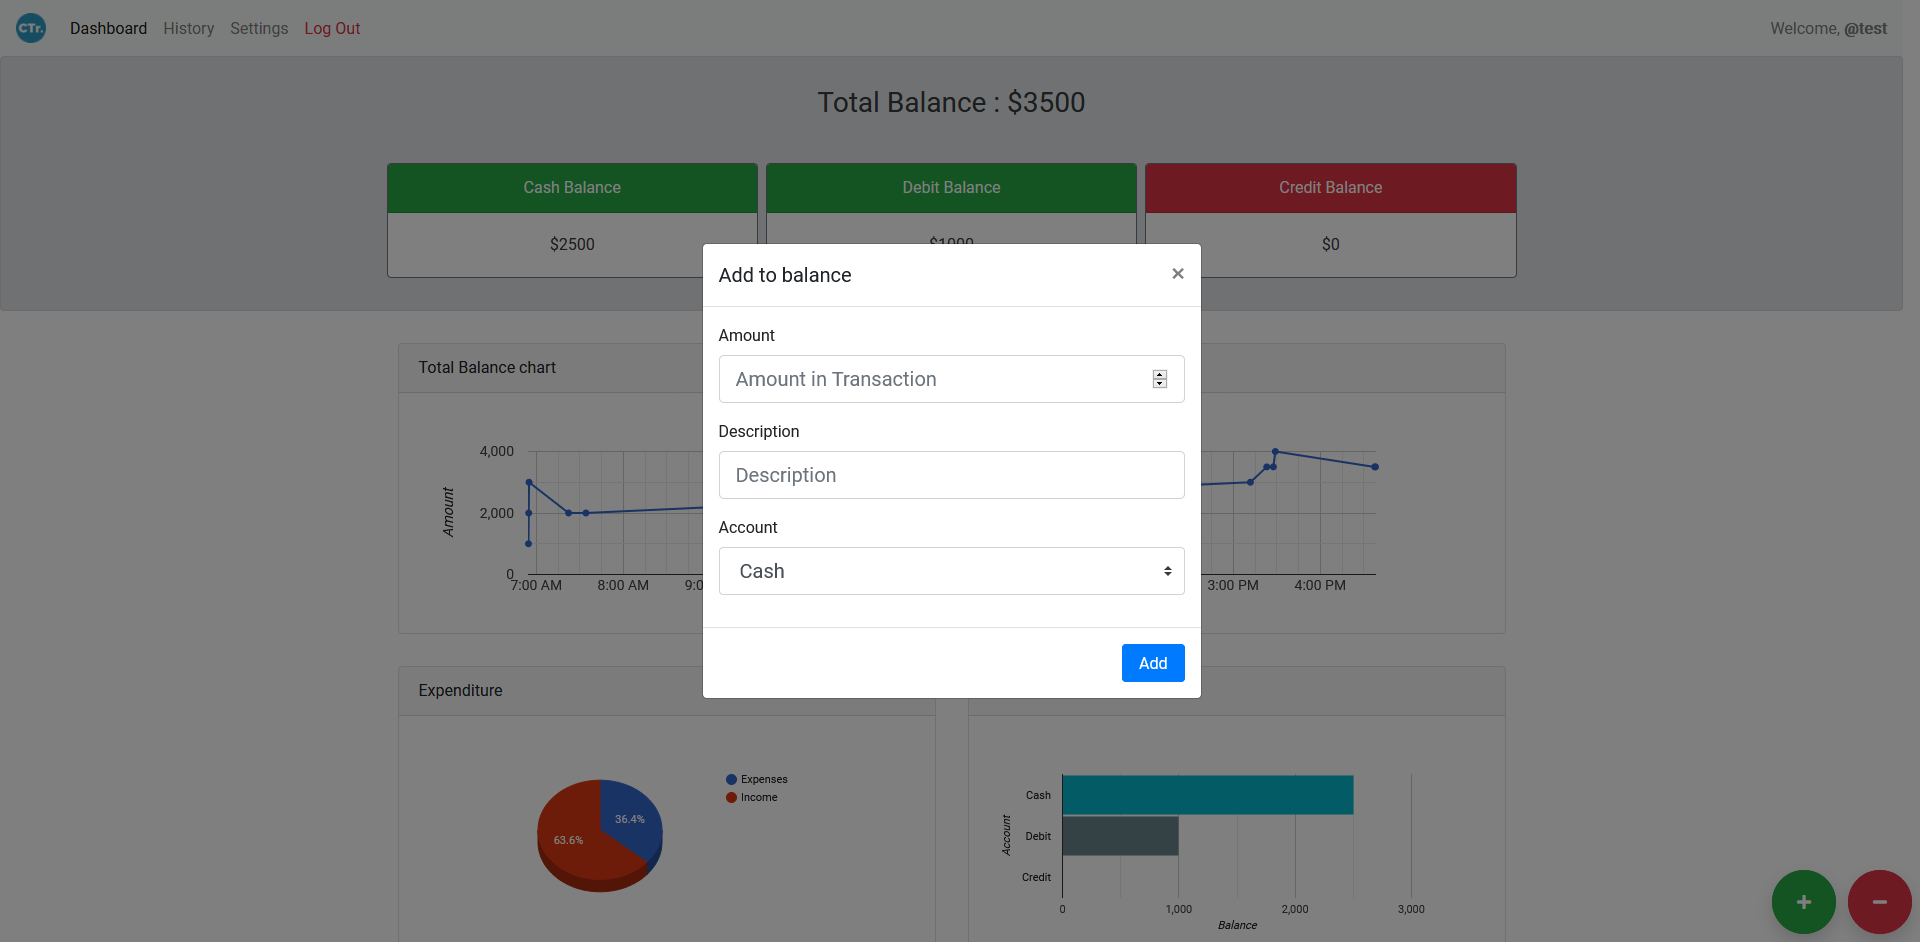 CTr.
Dashboard
History
Settings
Log Out
Welcome, @test
Total Balance : $3500
Cash Balance
Debit Balance
Credit Balance
$2500
$1000
$0
Add to balance
×
Amount
Amount in Transaction
Description
Description
Account
Cash
Add
Total Balance chart
Amount
4,000
2,000
0
7:00 AM
8:00 AM
9:0
3:00 PM
4:00 PM
Expenditure
Expenses
Income
36.4%
63.6%
Account
Cash
Debit
Credit
0
1,000
2,000
3,000
Balance
+
−